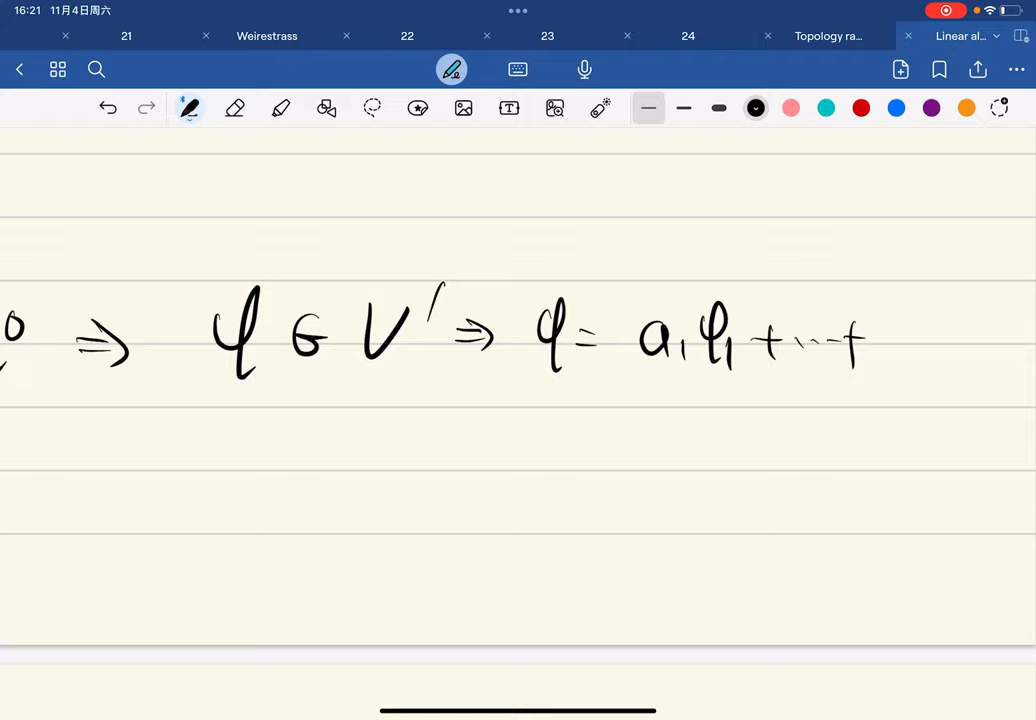 16:21 11月4日周六
21 Weirestrass 22 23 24 Topology ra... Linear al...
⇒ φ ∈ V' ⇒ φ = a₁φ₁ + ... +